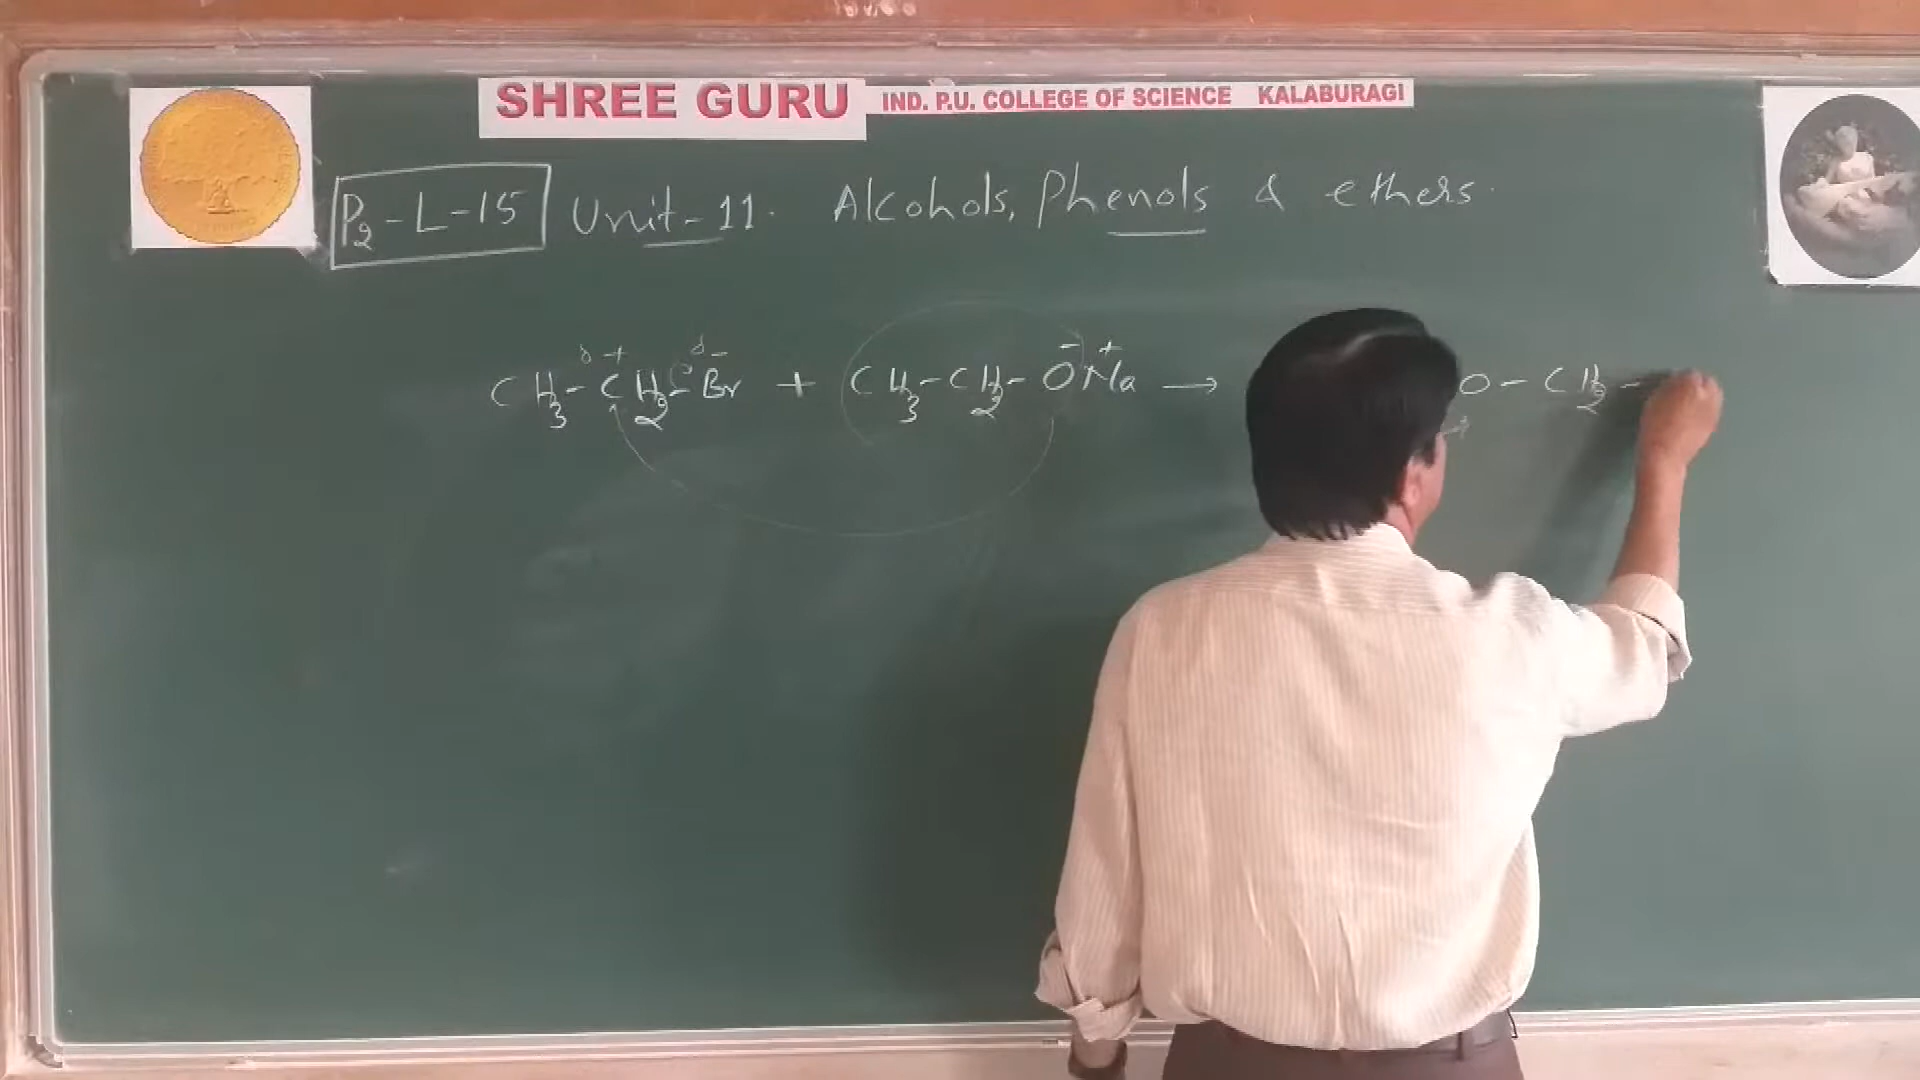 SHREE GURU IND. P.U. COLLEGE OF SCIENCE KALABURAGI
P₂-L-15 Unit-11. Alcohols, Phenols & ethers.
CH₃-C^δ+H₂-Br^δ- + CH₃-CH₂-O⁻Na⁺ → O-CH₂-